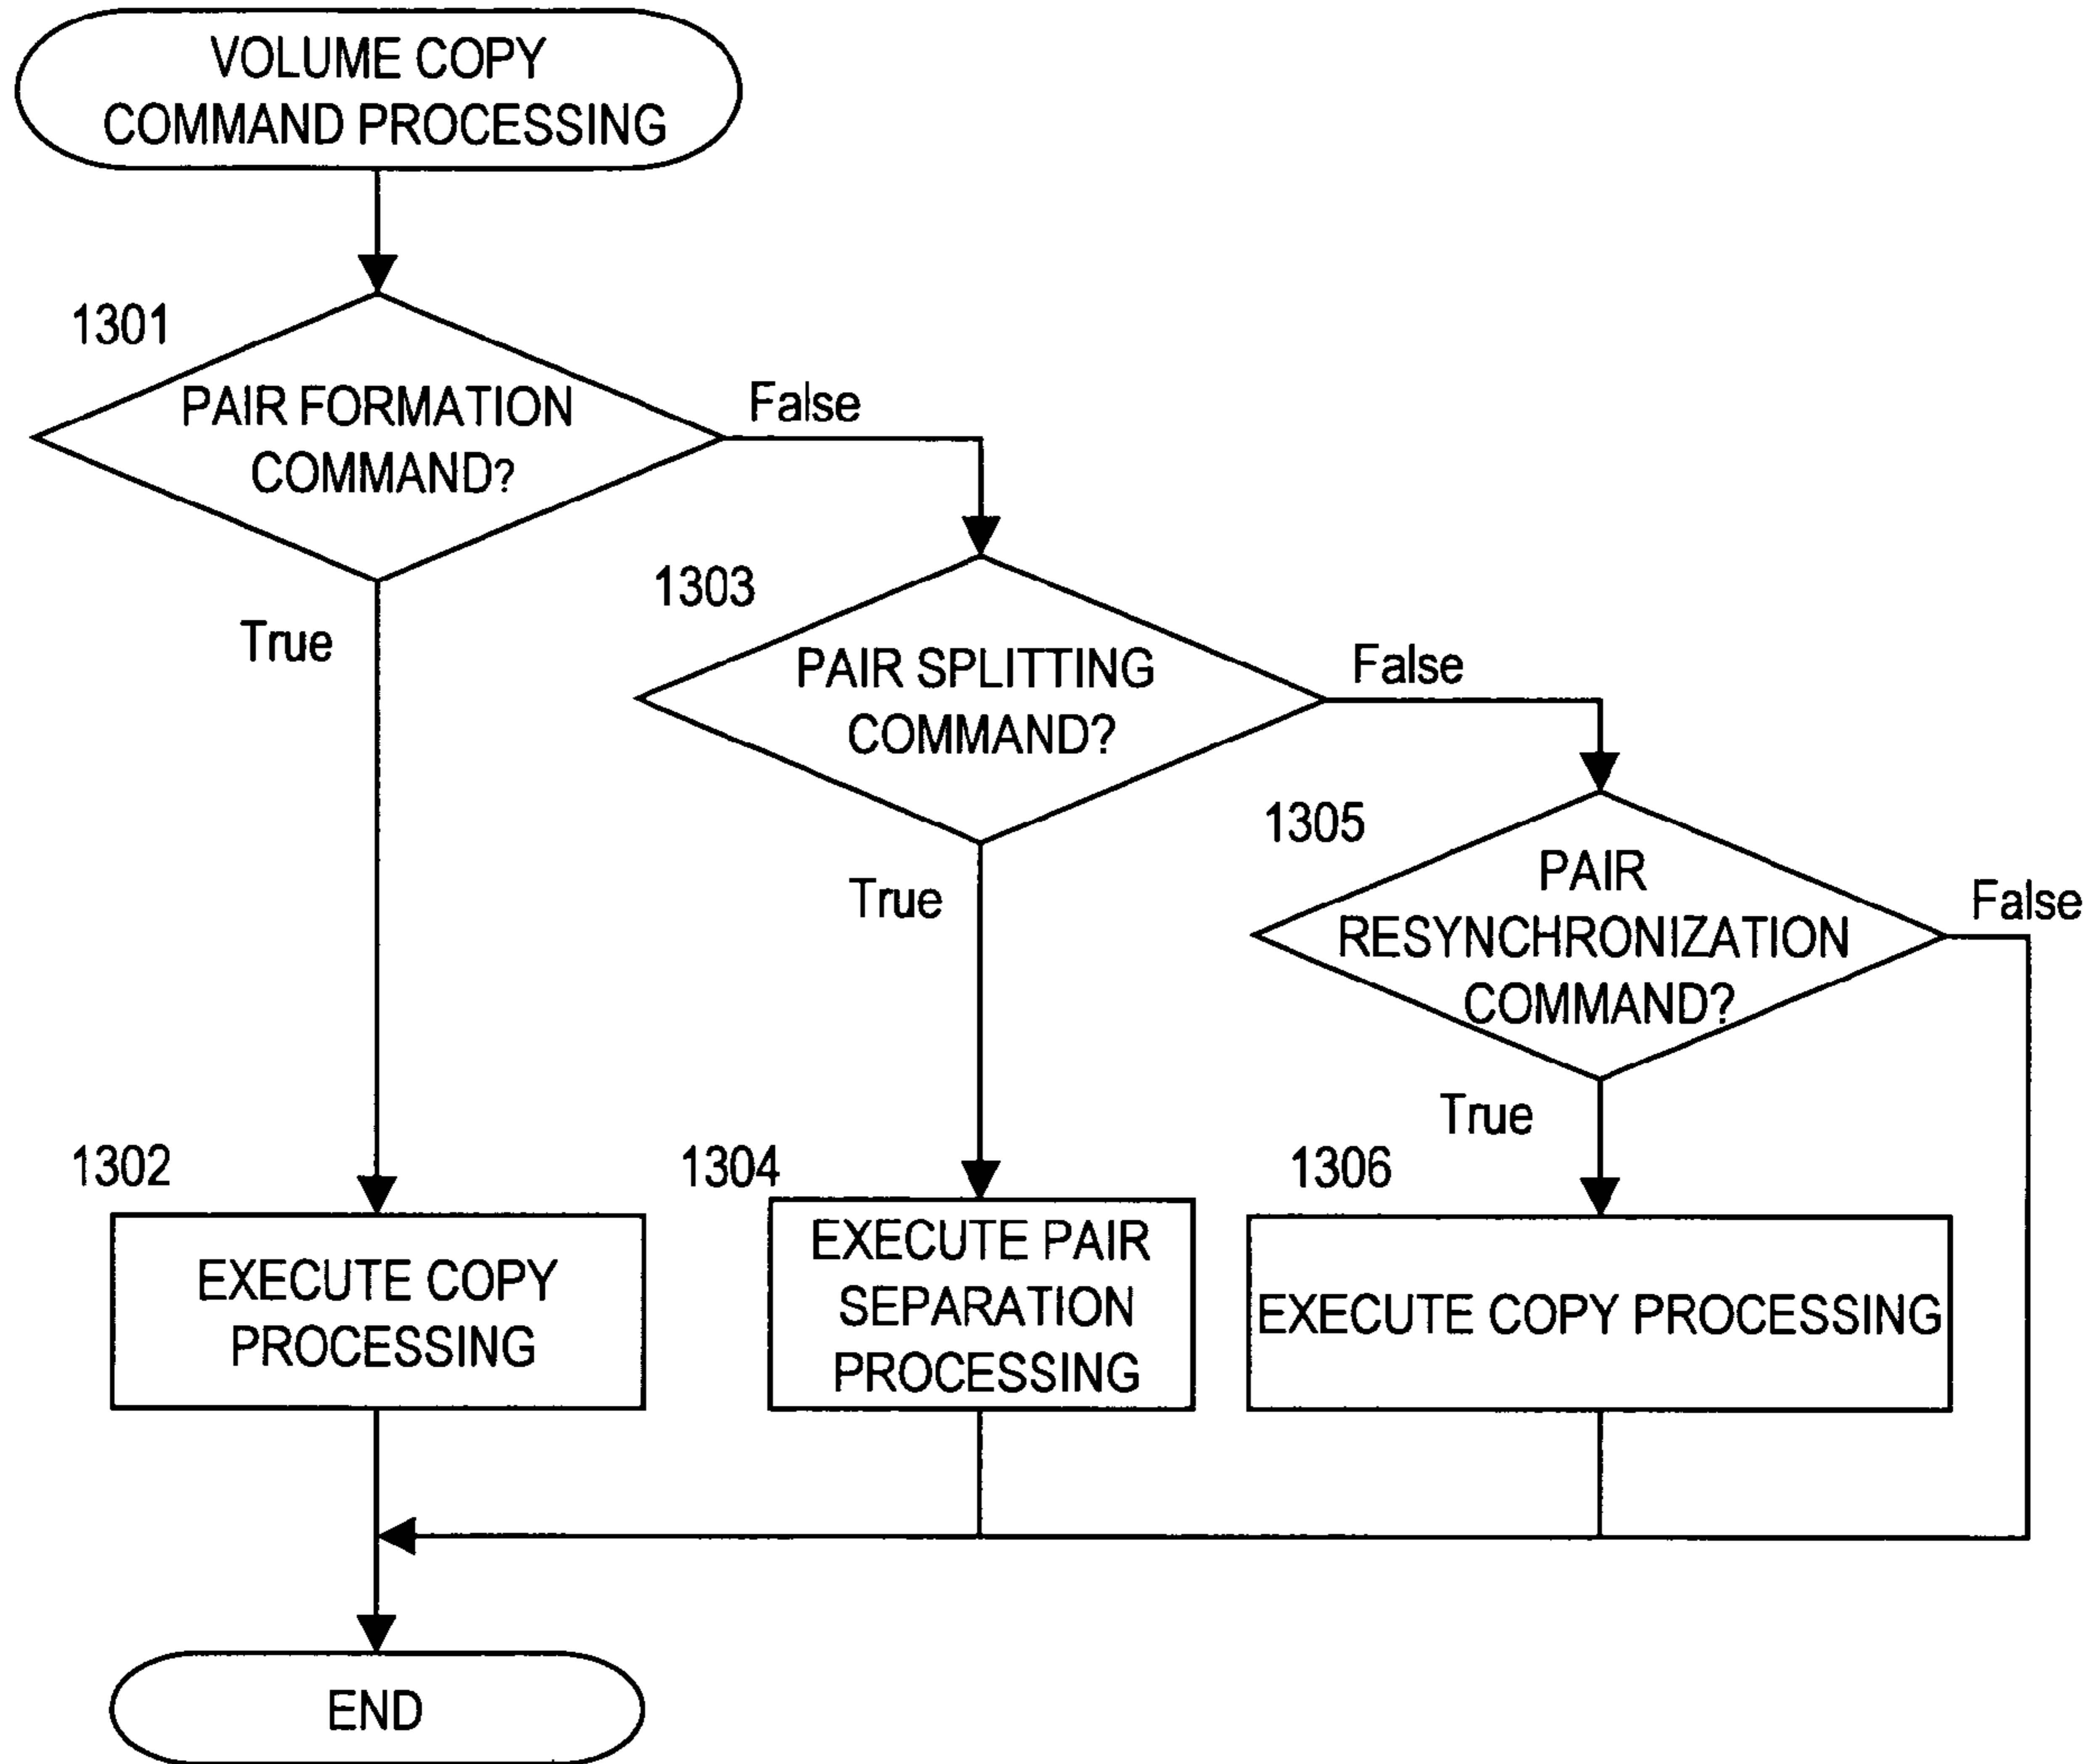 VOLUME COPY
COMMAND PROCESSING
1301
PAIR FORMATION
COMMAND?
False
True
1303
PAIR SPLITTING
COMMAND?
False
True
1305
PAIR
RESYNCHRONIZATION
COMMAND?
False
True
1302
EXECUTE COPY
PROCESSING
1304
EXECUTE PAIR
SEPARATION
PROCESSING
1306
EXECUTE COPY PROCESSING
END